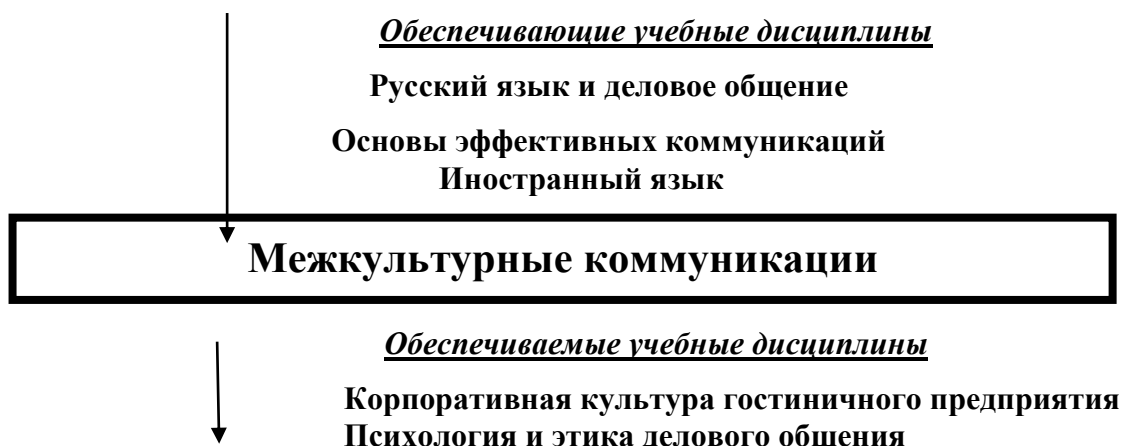 Обеспечивающие учебные дисциплины
Русский язык и деловое общение
Основы эффективных коммуникаций
Иностранный язык
Межкультурные коммуникации
Обеспечиваемые учебные дисциплины
Корпоративная культура гостиничного предприятия
Психология и этика делового общения